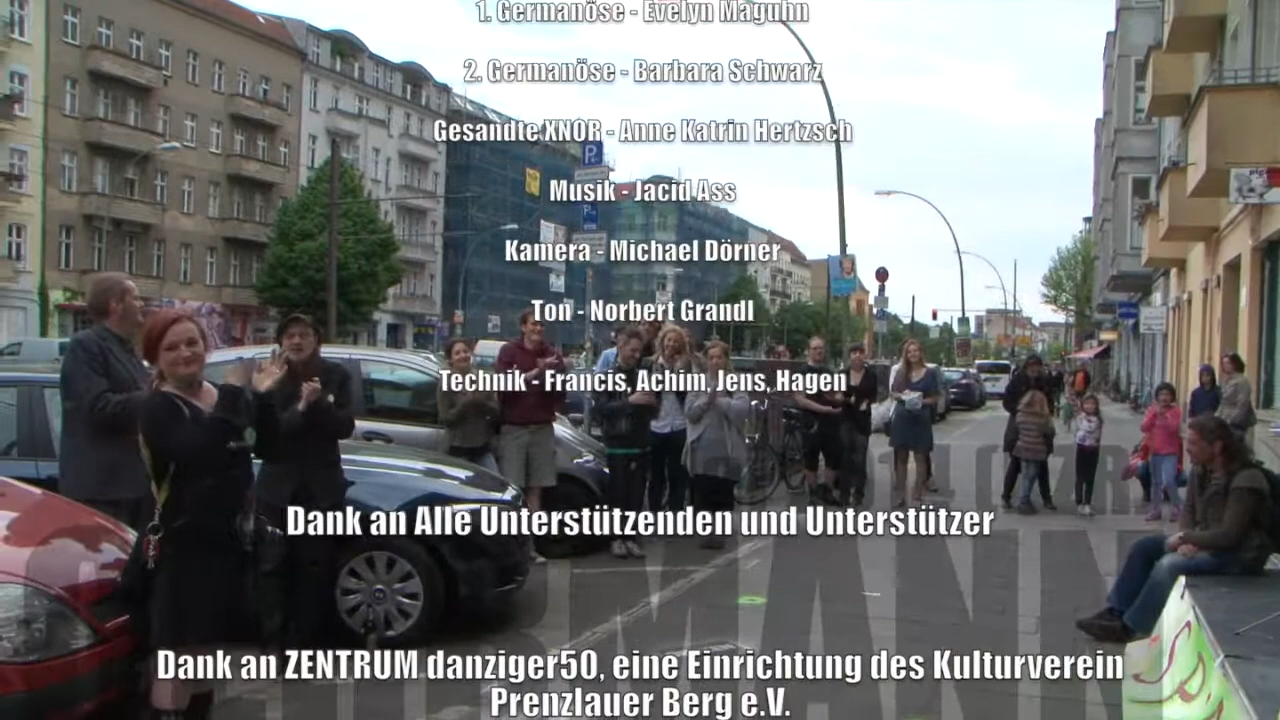 1. Germanöse - Evelyn Maguhn
2. Germanöse - Barbara Schwarz
Gesandte XNOR - Anne Katrin Hertzsch
Musik - Jacid Ass
Kamera - Michael Dörner
Ton - Norbert Grandl
Technik - Francis, Achim, Jens, Hagen
Dank an Alle Unterstützenden und Unterstützer
Dank an ZENTRUM danziger50, eine Einrichtung des Kulturverein
Prenzlauer Berg e.V.
P
P